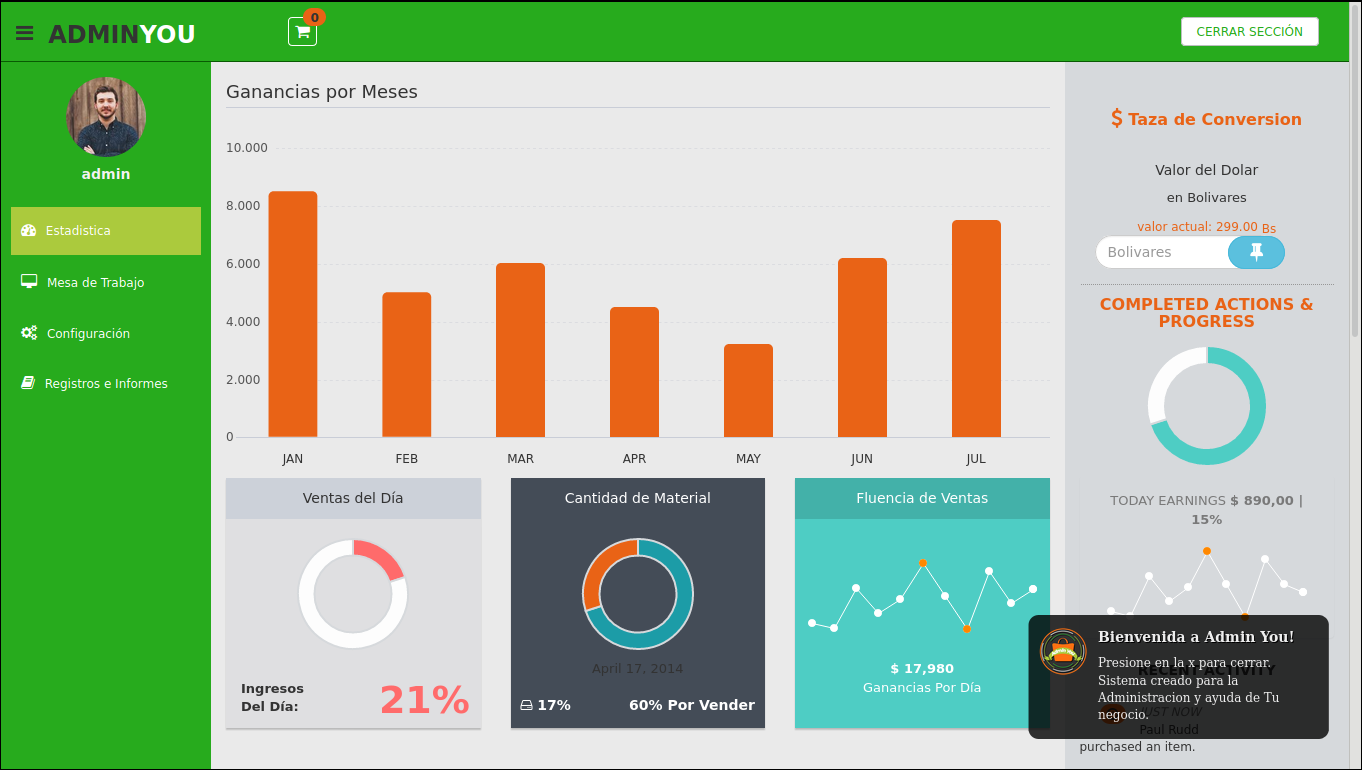 ADMINYOU
0
CERRAR SECCIÓN
admin
Estadistica
Mesa de Trabajo
Configuración
Registros e Informes
Ganancias por Meses
10.000
8.000
6.000
4.000
2.000
0
JAN FEB MAR APR MAY JUN JUL
Ventas del Día
Ingresos
Del Día:
21%
Cantidad de Material
April 17, 2014
17%
60% Por Vender
Fluencia de Ventas
$ 17,980
Ganancias Por Día
$ Taza de Conversion
Valor del Dolar
en Bolivares
valor actual: 299.00 Bs
Bolivares
COMPLETED ACTIONS &
PROGRESS
TODAY EARNINGS $ 890,00 |
15%
Bienvenida a Admin You!
Presione en la x para cerrar.
Sistema creado para la
Administracion y ayuda de Tu
negocio.
RECENT ACTIVITY
JUST NOW
Paul Rudd
purchased an item.